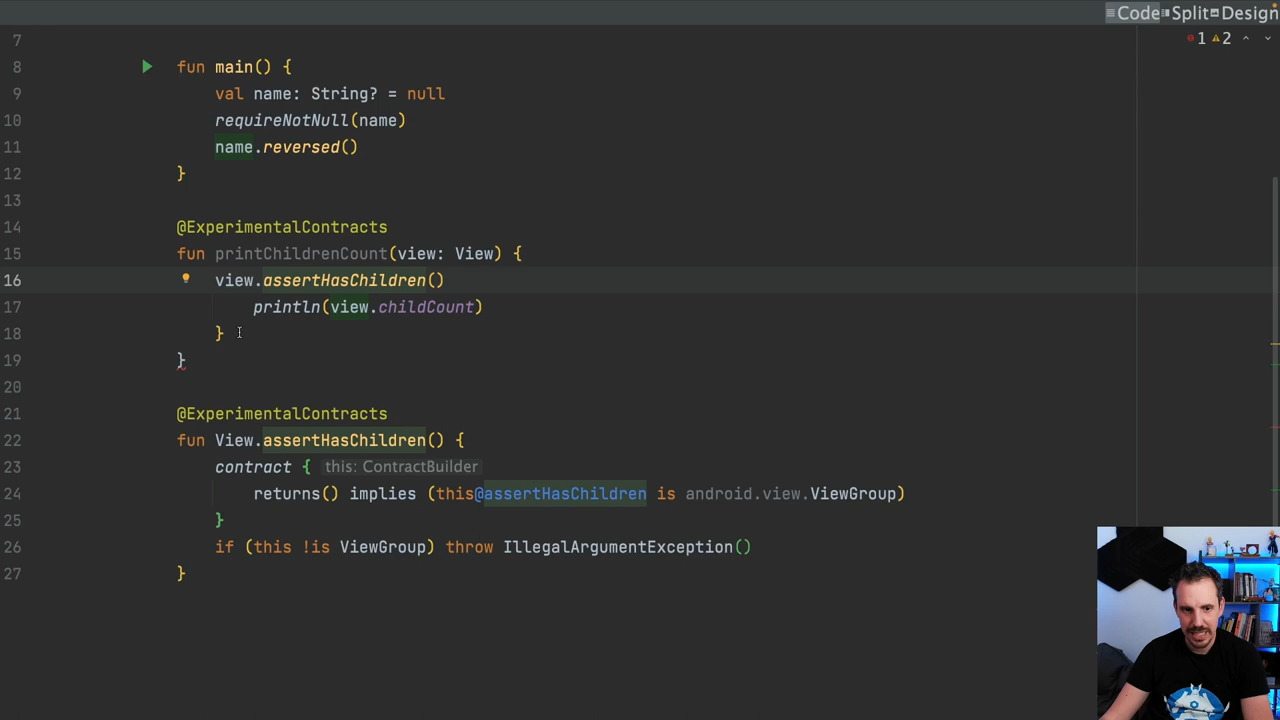 Code Split Design
1 2
7
8 fun main() {
9 val name: String? = null
10 requireNotNull(name)
11 name.reversed()
12 }
13
14 @ExperimentalContracts
15 fun printChildrenCount(view: View) {
16 view.assertHasChildren()
17 println(view.childCount)
18 }
19 }
20
21 @ExperimentalContracts
22 fun View.assertHasChildren() {
23 contract { this: ContractBuilder
24 returns() implies (this@assertHasChildren is android.view.ViewGroup)
25 }
26 if (this !is ViewGroup) throw IllegalArgumentException()
27 }